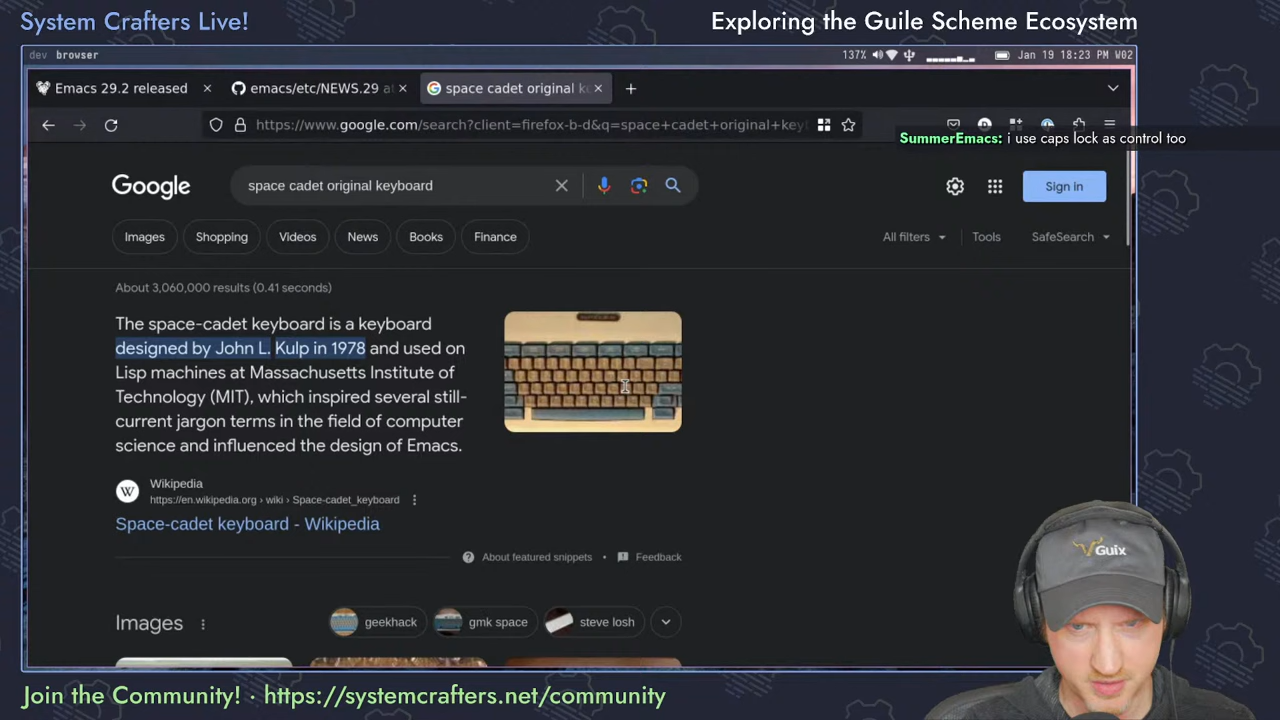 System Crafters Live!
Exploring the Guile Scheme Ecosystem
dev browser
137%
Jan 19 18:23 PM W02
Emacs 29.2 released
emacs/etc/NEWS.29 at
space cadet original k
https://www.google.com/search?client=firefox-b-d&q=space+cadet+original+key
SummerEmacs: i use caps lock as control too
Google
space cadet original keyboard
Sign in
Images
Shopping
Videos
News
Books
Finance
All filters
Tools
SafeSearch
About 3,060,000 results (0.41 seconds)
The space-cadet keyboard is a keyboard
designed by John L. Kulp in 1978 and used on
Lisp machines at Massachusetts Institute of
Technology (MIT), which inspired several still-
current jargon terms in the field of computer
science and influenced the design of Emacs.
W
Wikipedia
https://en.wikipedia.org › wiki › Space-cadet_keyboard
Space-cadet keyboard - Wikipedia
About featured snippets
•
Feedback
Images
geekhack
gmk space
steve losh
Guix
Join the Community! · https://systemcrafters.net/community